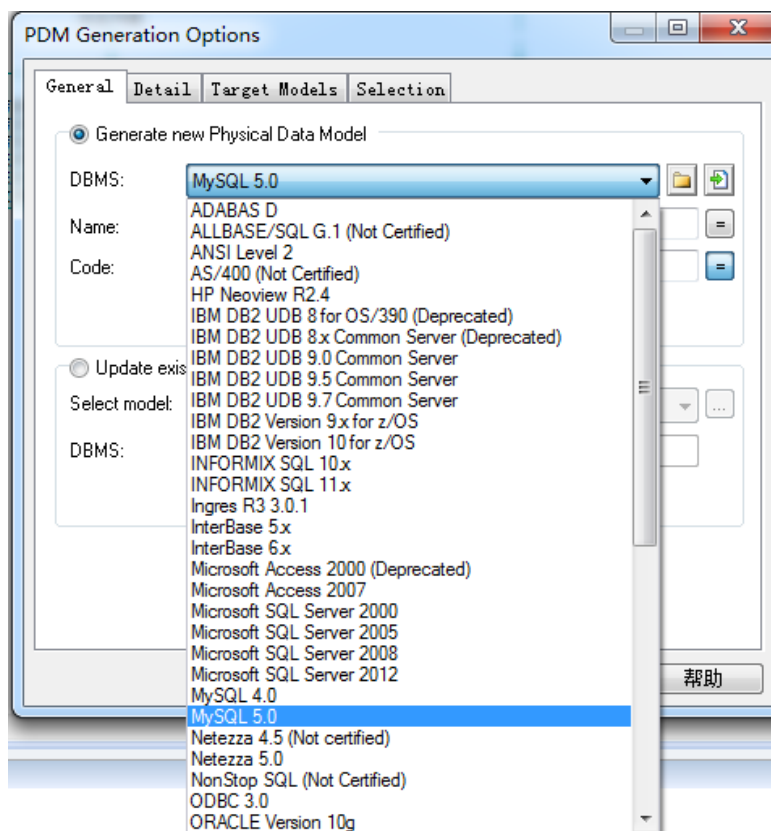 PDM Generation Options
General Detail Target Models Selection
Generate new Physical Data Model
DBMS: MySQL 5.0
Name: =
Code: =
ADABAS D
ALLBASE/SQL G.1 (Not Certified)
ANSI Level 2
AS/400 (Not Certified)
HP Neoview R2.4
IBM DB2 UDB 8 for OS/390 (Deprecated)
IBM DB2 UDB 8.x Common Server (Deprecated)
IBM DB2 UDB 9.0 Common Server
Update exis
IBM DB2 UDB 9.5 Common Server
Select model: ...
IBM DB2 UDB 9.7 Common Server
IBM DB2 Version 9.x for z/OS
DBMS:
IBM DB2 Version 10 for z/OS
INFORMIX SQL 10.x
INFORMIX SQL 11.x
Ingres R3 3.0.1
InterBase 5.x
InterBase 6.x
Microsoft Access 2000 (Deprecated)
Microsoft Access 2007
Microsoft SQL Server 2000
Microsoft SQL Server 2005
Microsoft SQL Server 2008
Microsoft SQL Server 2012
帮助
MySQL 4.0
MySQL 5.0
Netezza 4.5 (Not certified)
Netezza 5.0
NonStop SQL (Not Certified)
ODBC 3.0
ORACLE Version 10g